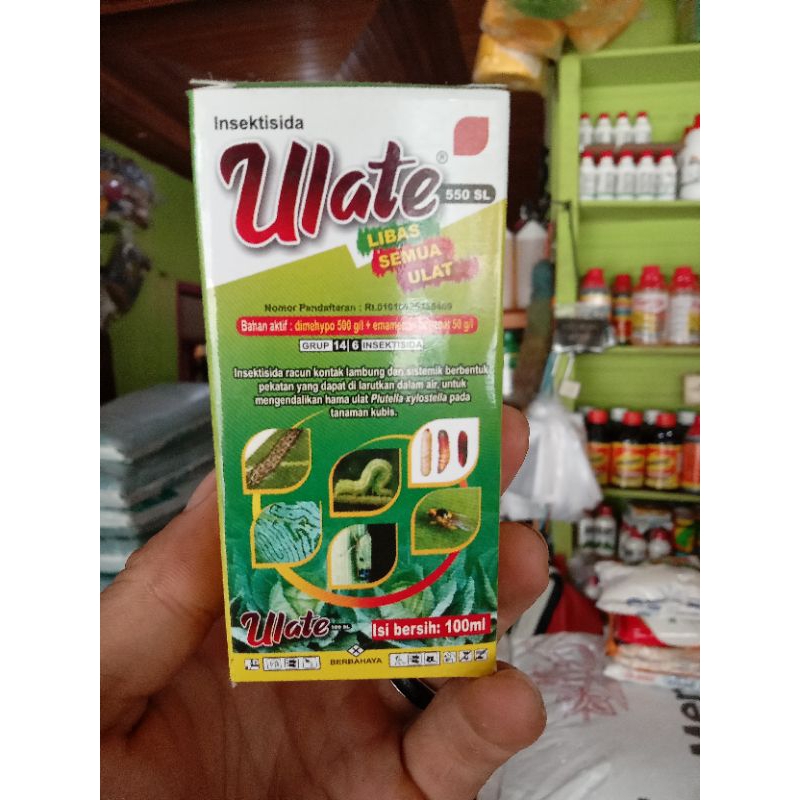 Insektisida
Ulate®
550 SL
LIBAS
SEMUA
ULAT
Nomor Pendaftaran : RI.
Bahan aktif : dimehypo 500 g/l + 50 g/l
GRUP 14 6 INSEKTISIDA
Insektisida racun kontak lambung dan sistemik berbentuk
pekatan yang dapat di larutkan dalam air, untuk
mengendalikan hama ulat Plutella xylostella pada
tanaman kubis.
Ulate
Isi bersih: 100ml
BERBAHAYA